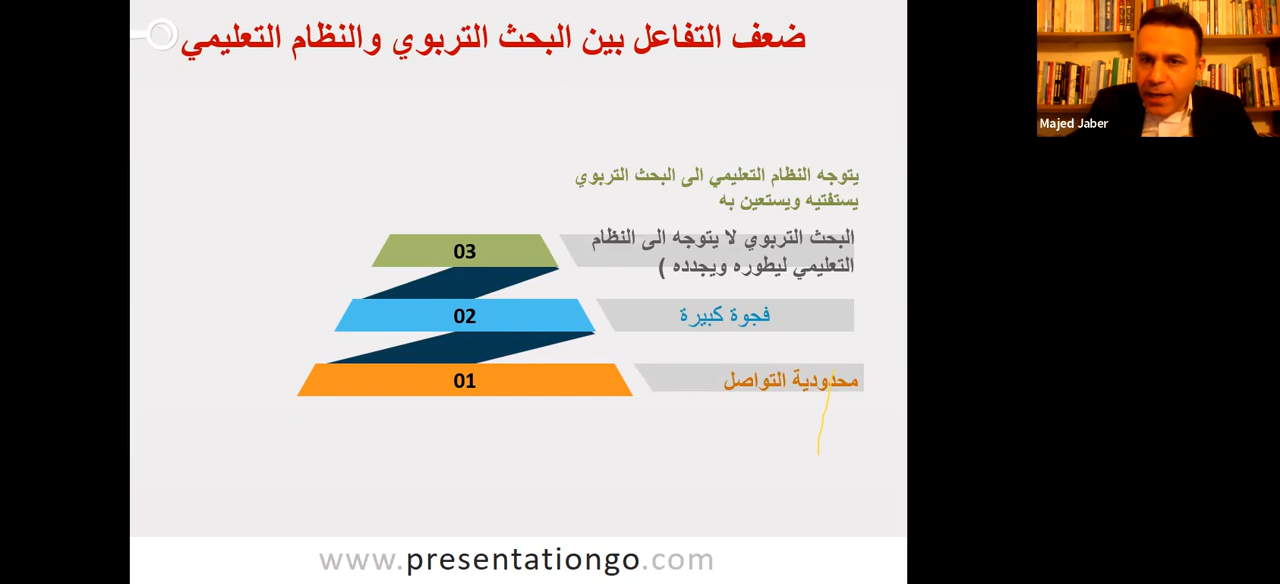 ضعف التفاعل بين البحث التربوي والنظام التعليمي
Majed Jaber
يتوجه النظام التعليمي الى البحث التربوي
يستفتيه ويستعين به
البحث التربوي لا يتوجه الى النظام
التعليمي ليطوره ويجدده )
03
فجوة كبيرة
02
محدودية التواصل
01
www.presentationgo.com